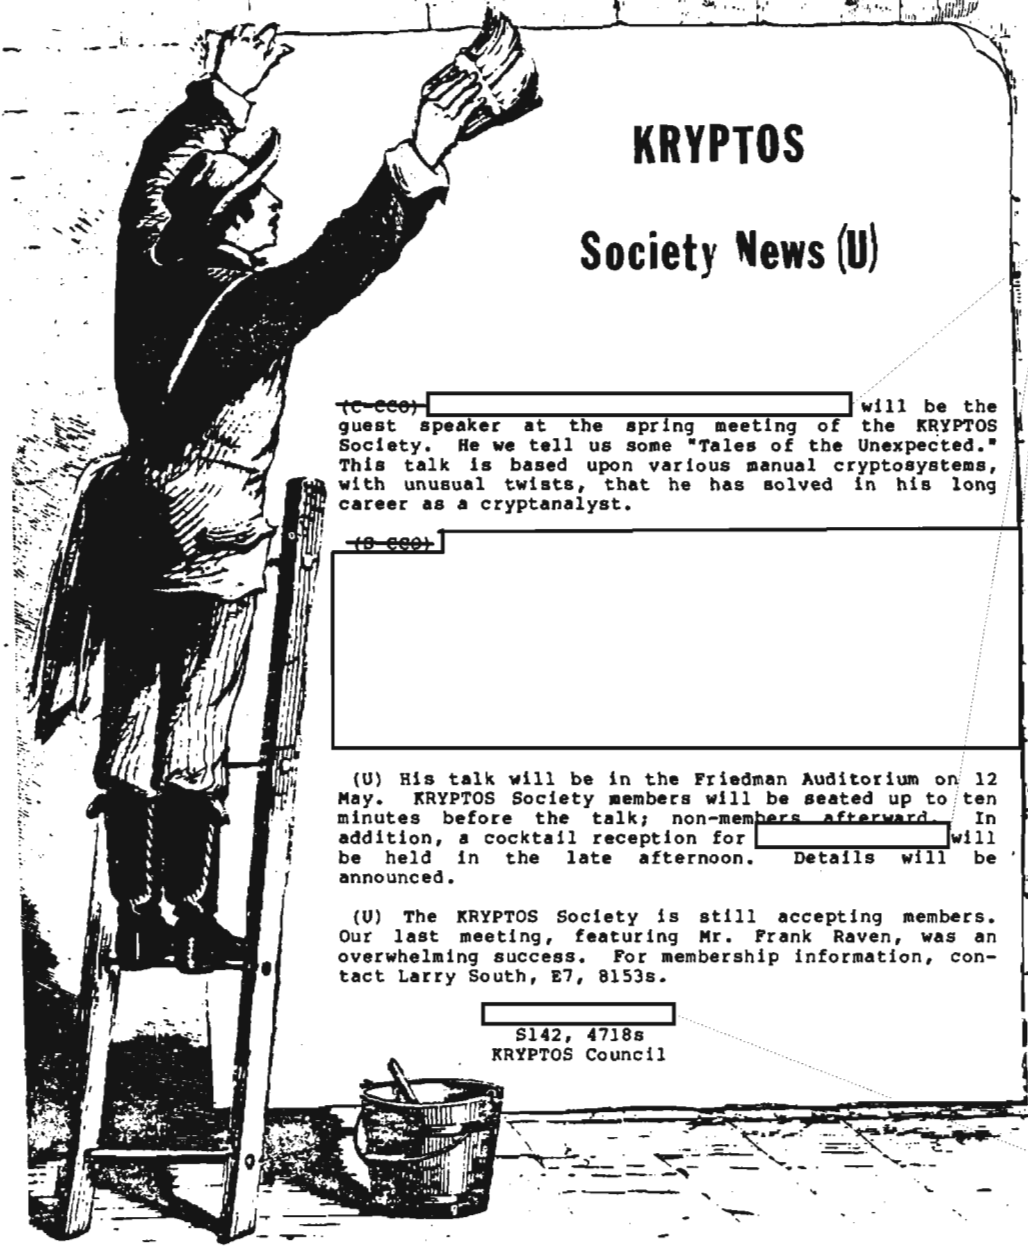 KRYPTOS
Society News (U)
(C-CCO) will be the
guest speaker at the spring meeting of the KRYPTOS
Society. He we tell us some "Tales of the Unexpected."
This talk is based upon various manual cryptosystems,
with unusual twists, that he has solved in his long
career as a cryptanalyst.
(S-CCO)
(U) His talk will be in the Friedman Auditorium on 12
May. KRYPTOS Society members will be seated up to ten
minutes before the talk; non-members afterward. In
addition, a cocktail reception for will
be held in the late afternoon. Details will be
announced.
(U) The KRYPTOS Society is still accepting members.
Our last meeting, featuring Mr. Frank Raven, was an
overwhelming success. For membership information, con-
tact Larry South, E7, 8153s.
S142, 4718s
KRYPTOS Council